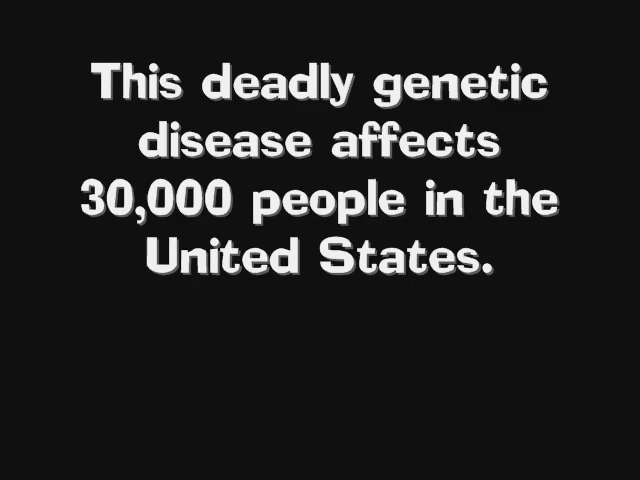 This deadly genetic
disease affects
30,000 people in the
United States.